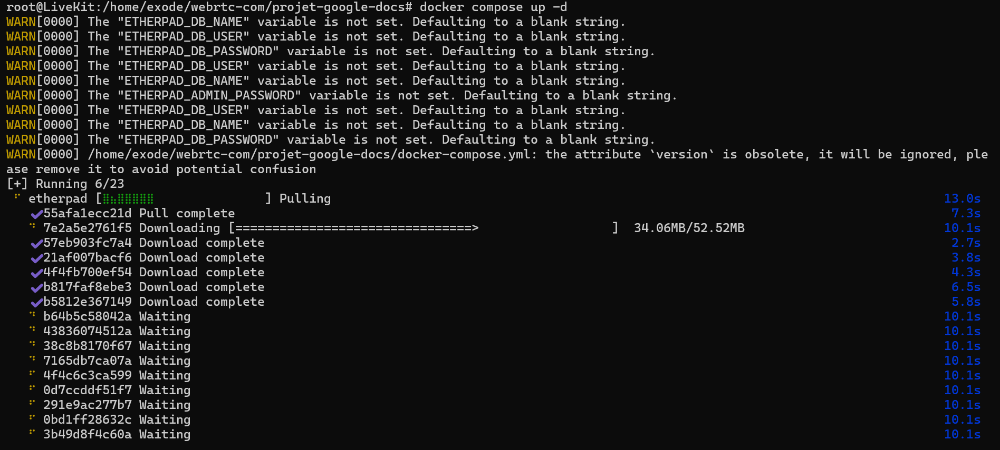 root@LiveKit:/home/exode/webrtc-com/projet-google-docs# docker compose up -d
WARN[0000] The "ETHERPAD_DB_NAME" variable is not set. Defaulting to a blank string.
WARN[0000] The "ETHERPAD_DB_USER" variable is not set. Defaulting to a blank string.
WARN[0000] The "ETHERPAD_DB_PASSWORD" variable is not set. Defaulting to a blank string.
WARN[0000] The "ETHERPAD_DB_USER" variable is not set. Defaulting to a blank string.
WARN[0000] The "ETHERPAD_DB_NAME" variable is not set. Defaulting to a blank string.
WARN[0000] The "ETHERPAD_ADMIN_PASSWORD" variable is not set. Defaulting to a blank string.
WARN[0000] The "ETHERPAD_DB_USER" variable is not set. Defaulting to a blank string.
WARN[0000] The "ETHERPAD_DB_NAME" variable is not set. Defaulting to a blank string.
WARN[0000] The "ETHERPAD_DB_PASSWORD" variable is not set. Defaulting to a blank string.
WARN[0000] /home/exode/webrtc-com/projet-google-docs/docker-compose.yml: the attribute `version` is obsolete, it will be ignored, ple
ase remove it to avoid potential confusion
[+] Running 6/23
⠋ etherpad [⣿⣦⣿⣿⣿⣿⣿               ] Pulling 13.0s
✔55afa1ecc21d Pull complete 7.3s
⠙ 7e2a5e2761f5 Downloading [================================>                  ]  34.06MB/52.52MB 10.1s
✔57eb903fc7a4 Download complete 2.7s
✔21af007bacf6 Download complete 3.8s
✔4f4fb700ef54 Download complete 4.3s
✔b817faf8ebe3 Download complete 6.5s
✔b5812e367149 Download complete 5.8s
⠙ b64b5c58042a Waiting 10.1s
⠙ 43836074512a Waiting 10.1s
⠙ 38c8b8170f67 Waiting 10.1s
⠙ 7165db7ca07a Waiting 10.1s
⠋ 4f4c6c3ca599 Waiting 10.1s
⠋ 0d7ccddf51f7 Waiting 10.1s
⠋ 291e9ac277b7 Waiting 10.1s
⠋ 0bd1ff28632c Waiting 10.1s
⠋ 3b49d8f4c60a Waiting 10.1s